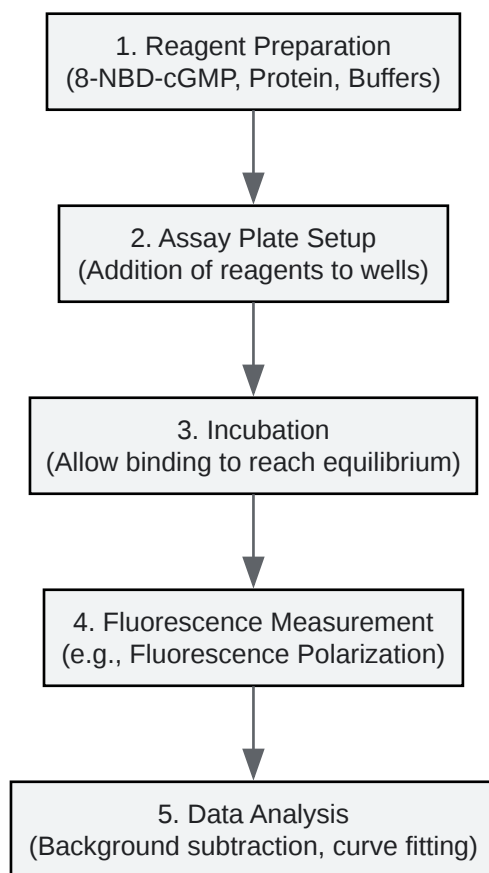 1. Reagent Preparation
(8-NBD-cGMP, Protein, Buffers)
2. Assay Plate Setup
(Addition of reagents to wells)
3. Incubation
(Allow binding to reach equilibrium)
4. Fluorescence Measurement
(e.g., Fluorescence Polarization)
5. Data Analysis
(Background subtraction, curve fitting)